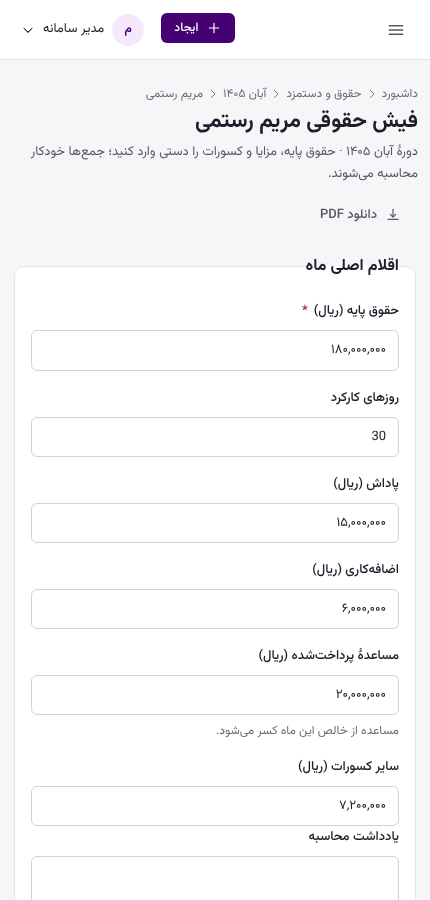 ایجاد
م
مدیر سامانه
داشبورد
حقوق و دستمزد
آبان ۱۴۰۵
مریم رستمی
فیش حقوقی مریم رستمی
دورهٔ آبان ۱۴۰۵ · حقوق پایه، مزایا و کسورات را دستی وارد کنید؛ جمع‌ها خودکار
محاسبه می‌شوند.
دانلود PDF
اقلام اصلی ماه
حقوق پایه (ریال) *
۱۸۰,۰۰۰,۰۰۰
روزهای کارکرد
30
پاداش (ریال)
۱۵,۰۰۰,۰۰۰
اضافه‌کاری (ریال)
۶,۰۰۰,۰۰۰
مساعدهٔ پرداخت‌شده (ریال)
۲۰,۰۰۰,۰۰۰
مساعده از خالص این ماه کسر می‌شود.
سایر کسورات (ریال)
۷,۲۰۰,۰۰۰
یادداشت محاسبه